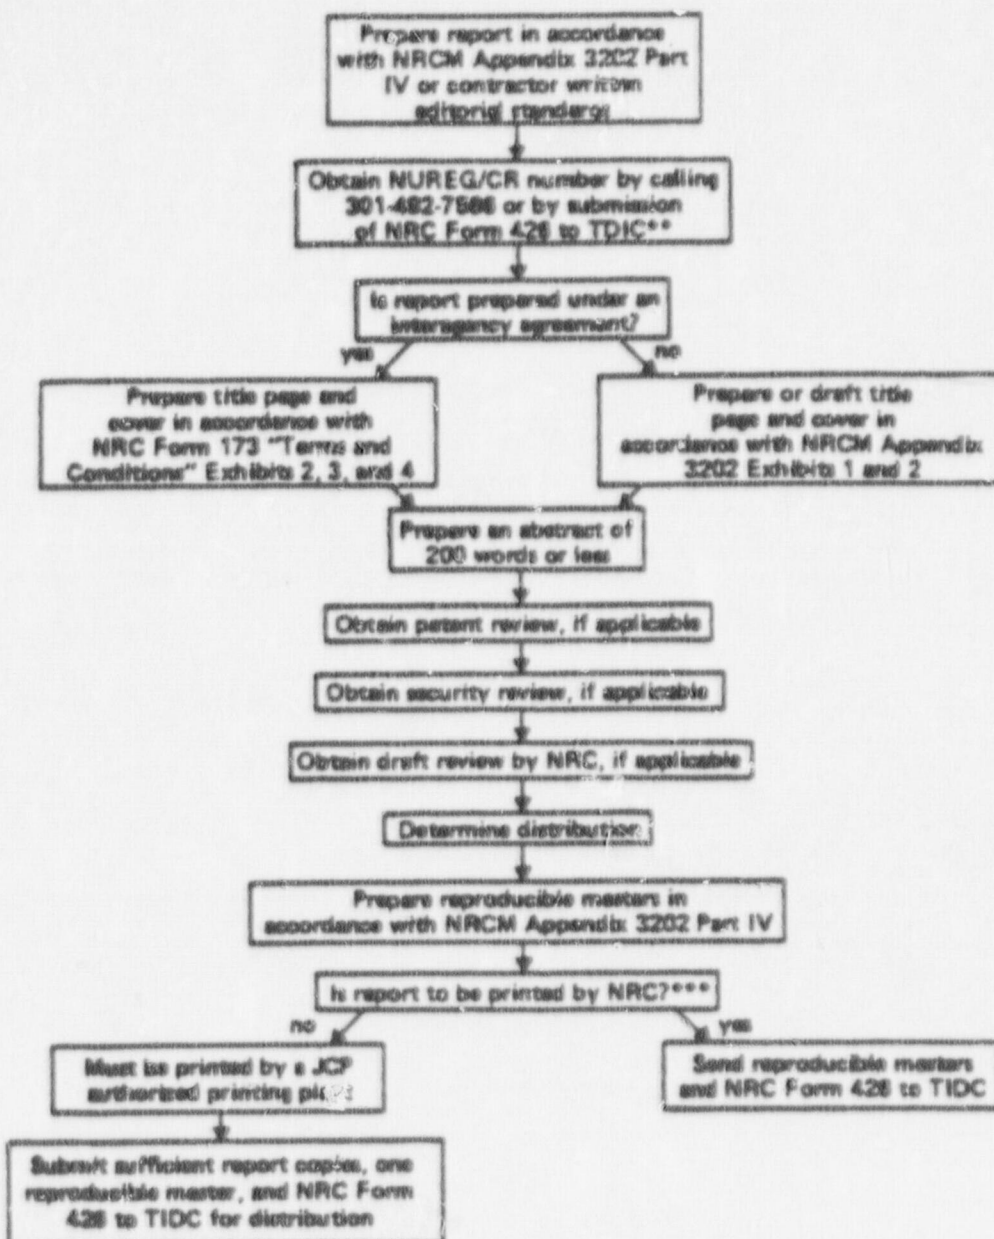 Prepare report in accordance
with NRCM Appendix 3202 Part
IV or contractor written
editorial standards
Obtain NUREG/CR number by calling
or by submission
of NRC Form 426 to TDIC**
Is report prepared under an
interagency agreement?
yes
no
Prepare title page and
cover in accordance with
NRC Form 173 "Terms and
Conditions" Exhibits 2, 3, and 4
Prepare or draft title
page and cover in
accordance with NRCM Appendix
3202 Exhibits 1 and 2
Prepare an abstract of
200 words or less
Obtain patent review, if applicable
Obtain security review, if applicable
Obtain draft review by NRC, if applicable
Determine distribution
Prepare reproducible masters in
accordance with NRCM Appendix 3202 Part IV
Is report to be printed by NRC?***
no
yes
Must be printed by a JCP
authorized printing
Send reproducible masters
and NRC Form 426 to TIDC
Submit sufficient report copies, one
reproducible master, and NRC Form
426 to TIDC for distribution